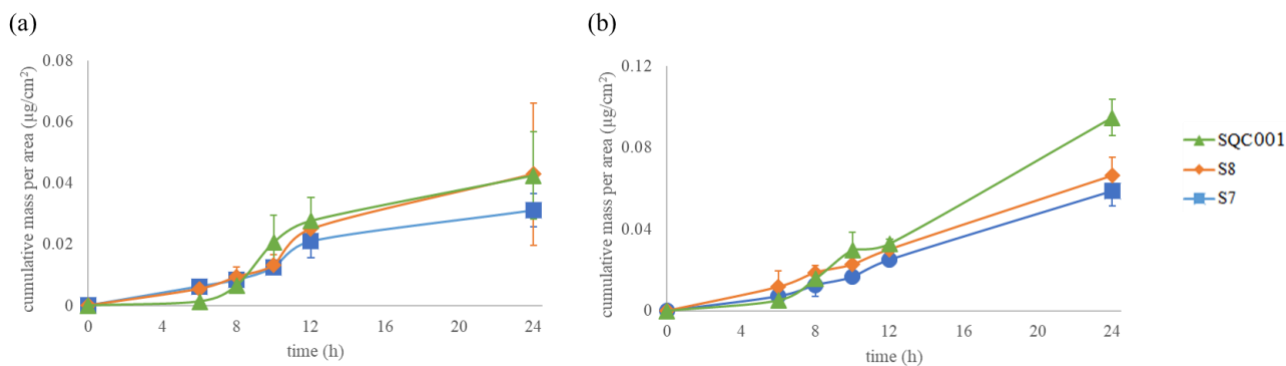 (a)
0.08
0.06
0.04
0.02
0
cumulative mass per area (µg/cm²)
0 4 8 12 16 20 24
time (h)
(b)
0.12
0.08
0.04
0
cumulative mass per area (µg/cm²)
0 4 8 12 16 20 24
time (h)
SQC001
S8
S7